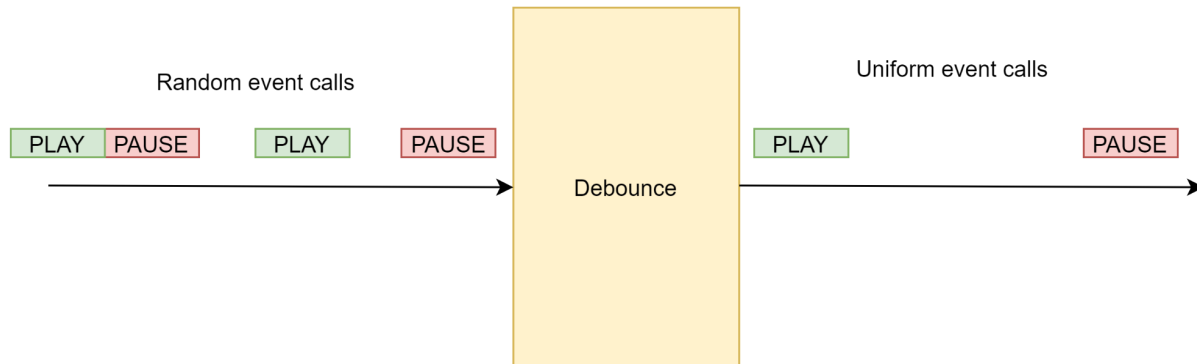 Random event calls
Uniform event calls
PLAY PAUSE PLAY PAUSE
PLAY PAUSE
Debounce